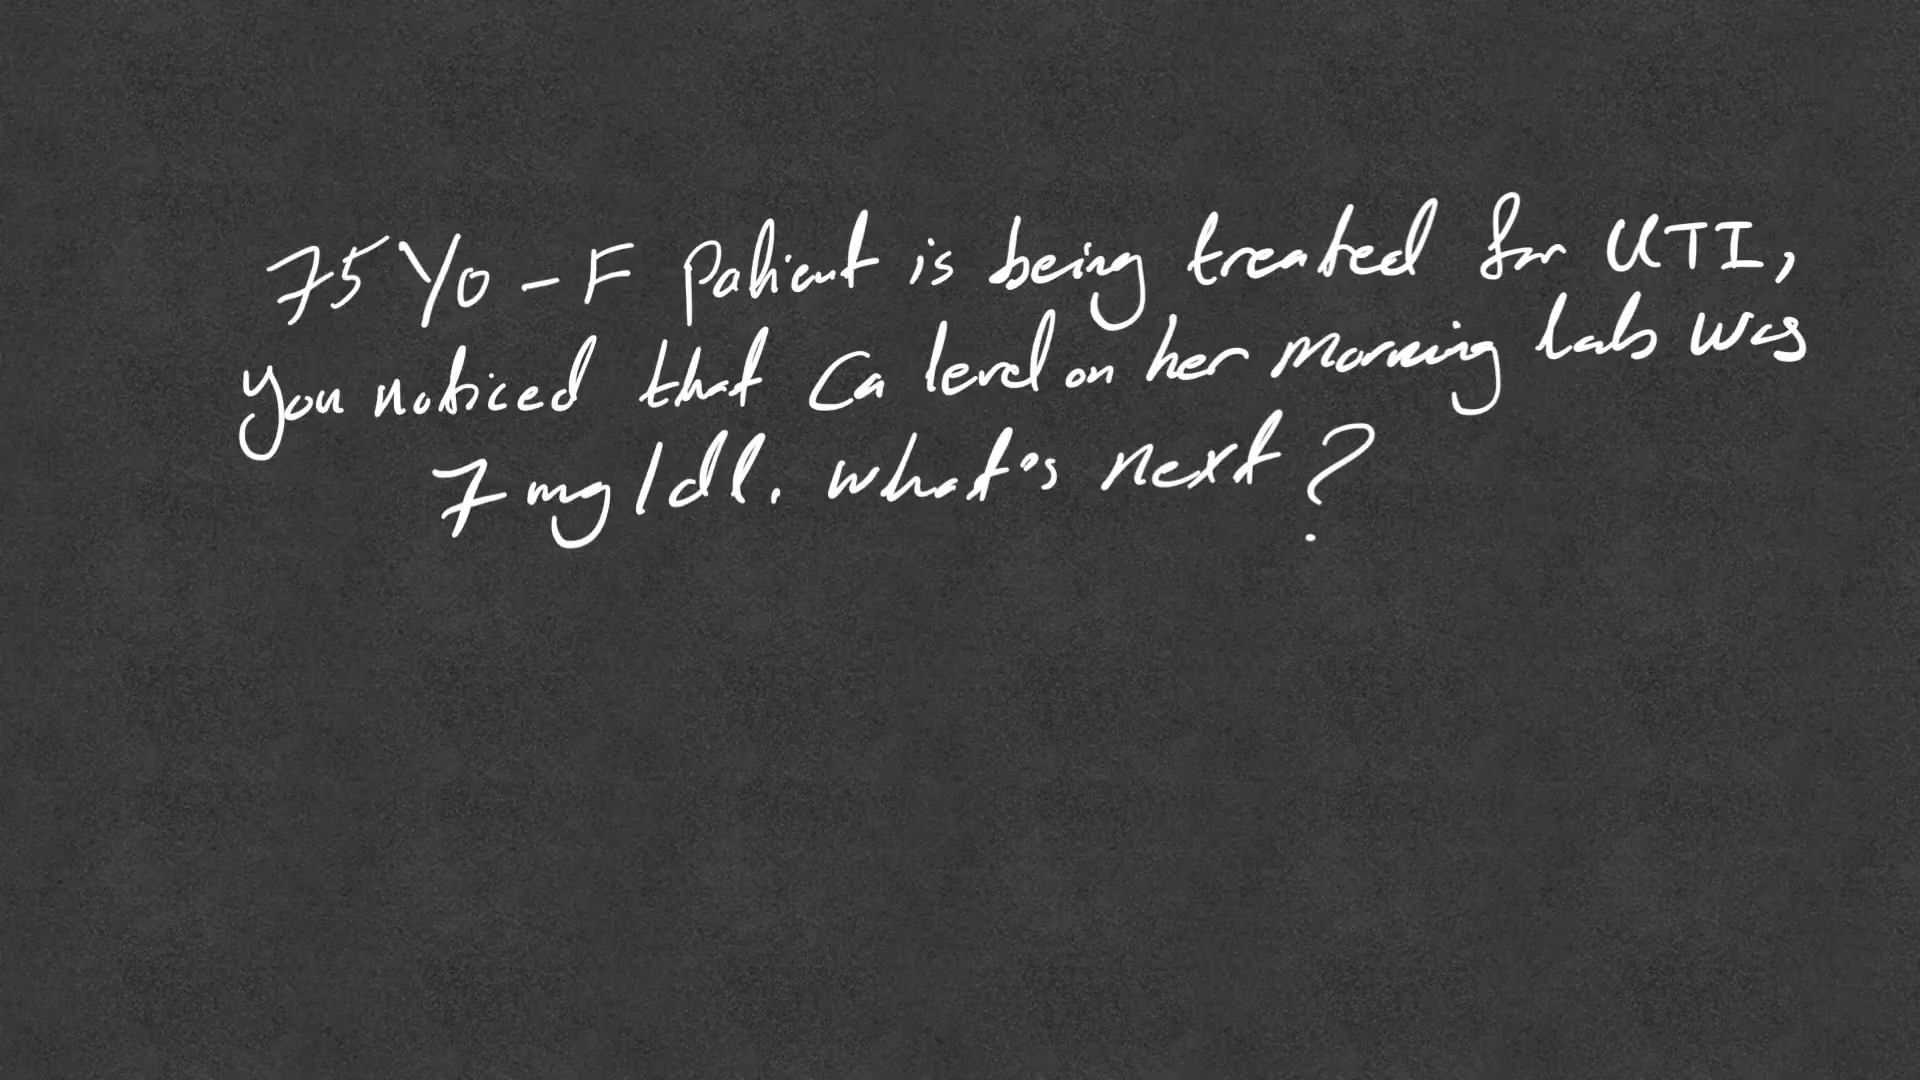 75 Yo - F patient is being treated for UTI,
you noticed that Ca level on her morning labs was
7 mg/dl. what's next?